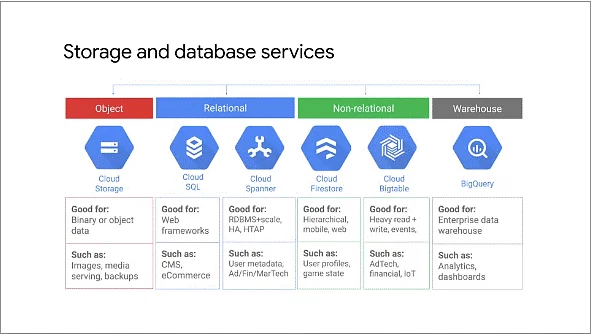 Storage and database services
Object
Relational
Non-relational
Warehouse
Cloud
Storage
Cloud
SQL
Cloud
Spanner
Cloud
Firestore
Cloud
Bigtable
BigQuery
Good for:
Binary or object
data
Good for:
Web
frameworks
Good for:
RDBMS+scale,
HA, HTAP
Good for:
Hierarchical,
mobile, web
Good for:
Heavy read +
write, events,
Good for:
Enterprise data
warehouse
Such as:
Images, media
serving, backups
Such as:
CMS,
eCommerce
Such as:
User metadata,
Ad/Fin/MarTech
Such as:
User profiles,
game state
Such as:
AdTech,
financial, IoT
Such as:
Analytics,
dashboards